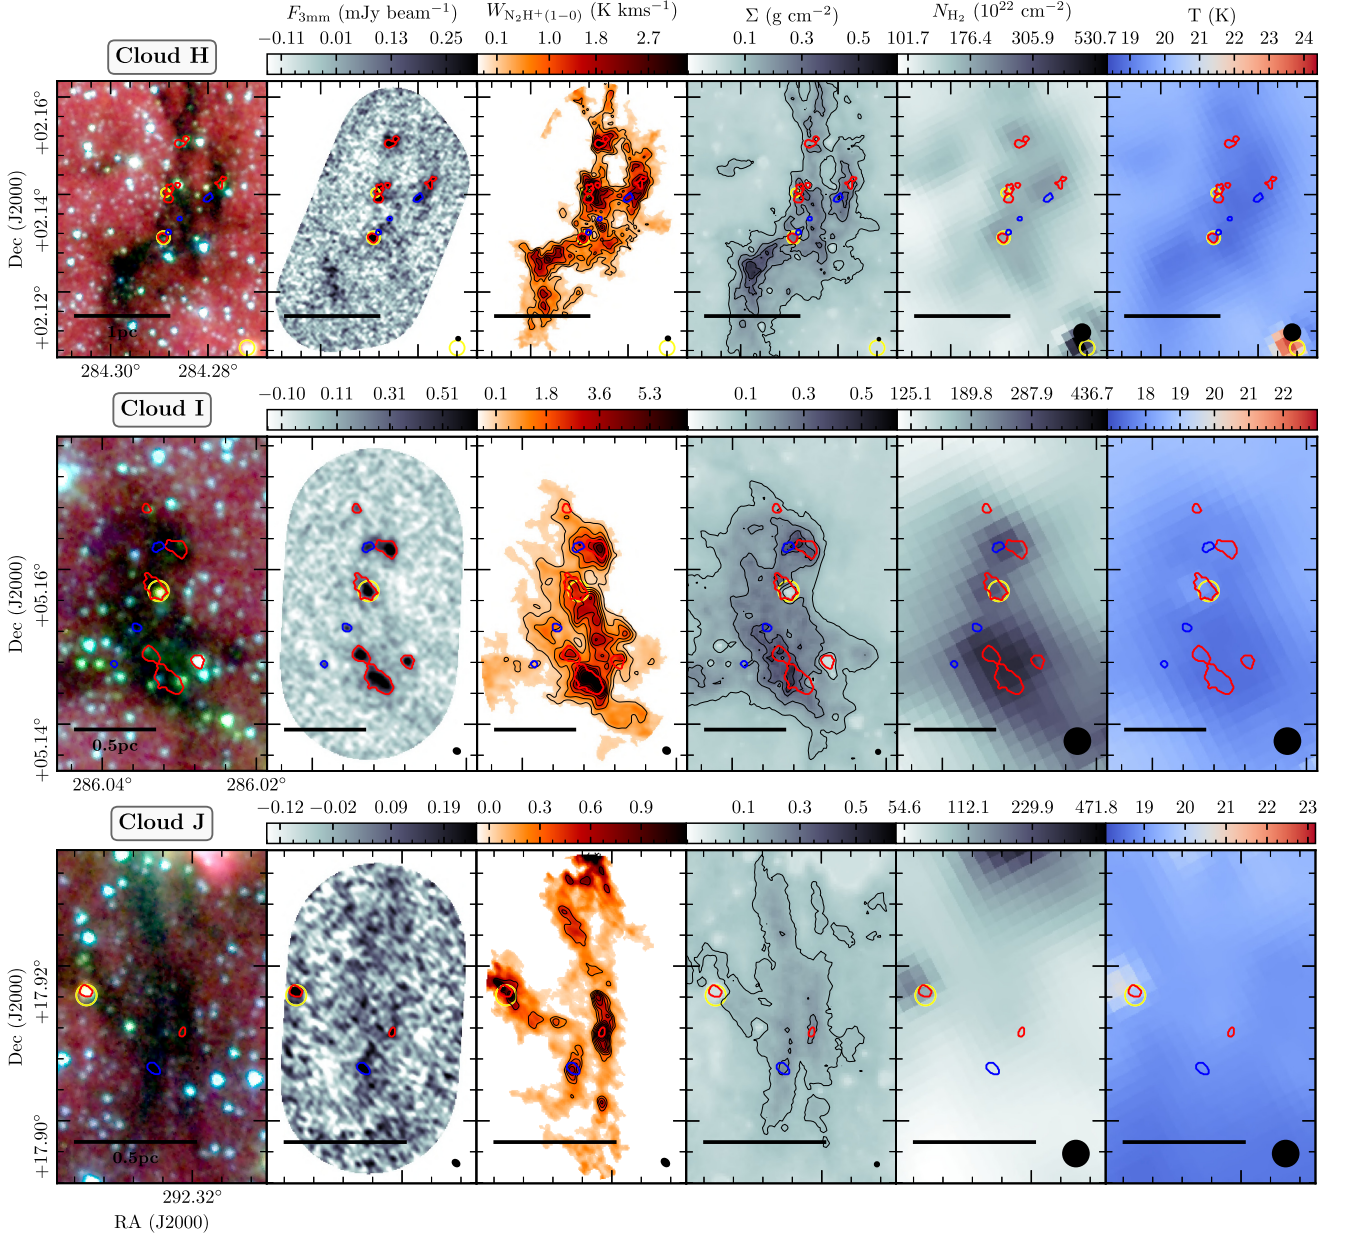 F3mm (mJy beam−1) WN2H+(1−0) (K kms−1) Σ (g cm−2) NH2 (10^22 cm−2) T (K)
Cloud H
−0.11 0.01 0.13 0.25 0.1 1.0 1.8 2.7 0.1 0.3 0.5 101.7 176.4 305.9 530.7 19 20 21 22 23 24
Dec (J2000)
+02.16°
+02.14°
+02.12°
1pc
284.30° 284.28°
Cloud I
−0.10 0.11 0.31 0.51 0.1 1.8 3.6 5.3 0.1 0.3 0.5 125.1 189.8 287.9 436.7 18 19 20 21 22
Dec (J2000)
+05.16°
+05.14°
0.5pc
286.04° 286.02°
Cloud J
−0.12 −0.02 0.09 0.19 0.0 0.3 0.6 0.9 0.1 0.3 0.5 54.6 112.1 229.9 471.8 19 20 21 22 23
Dec (J2000)
+17.92°
+17.90°
0.5pc
292.32°
RA (J2000)